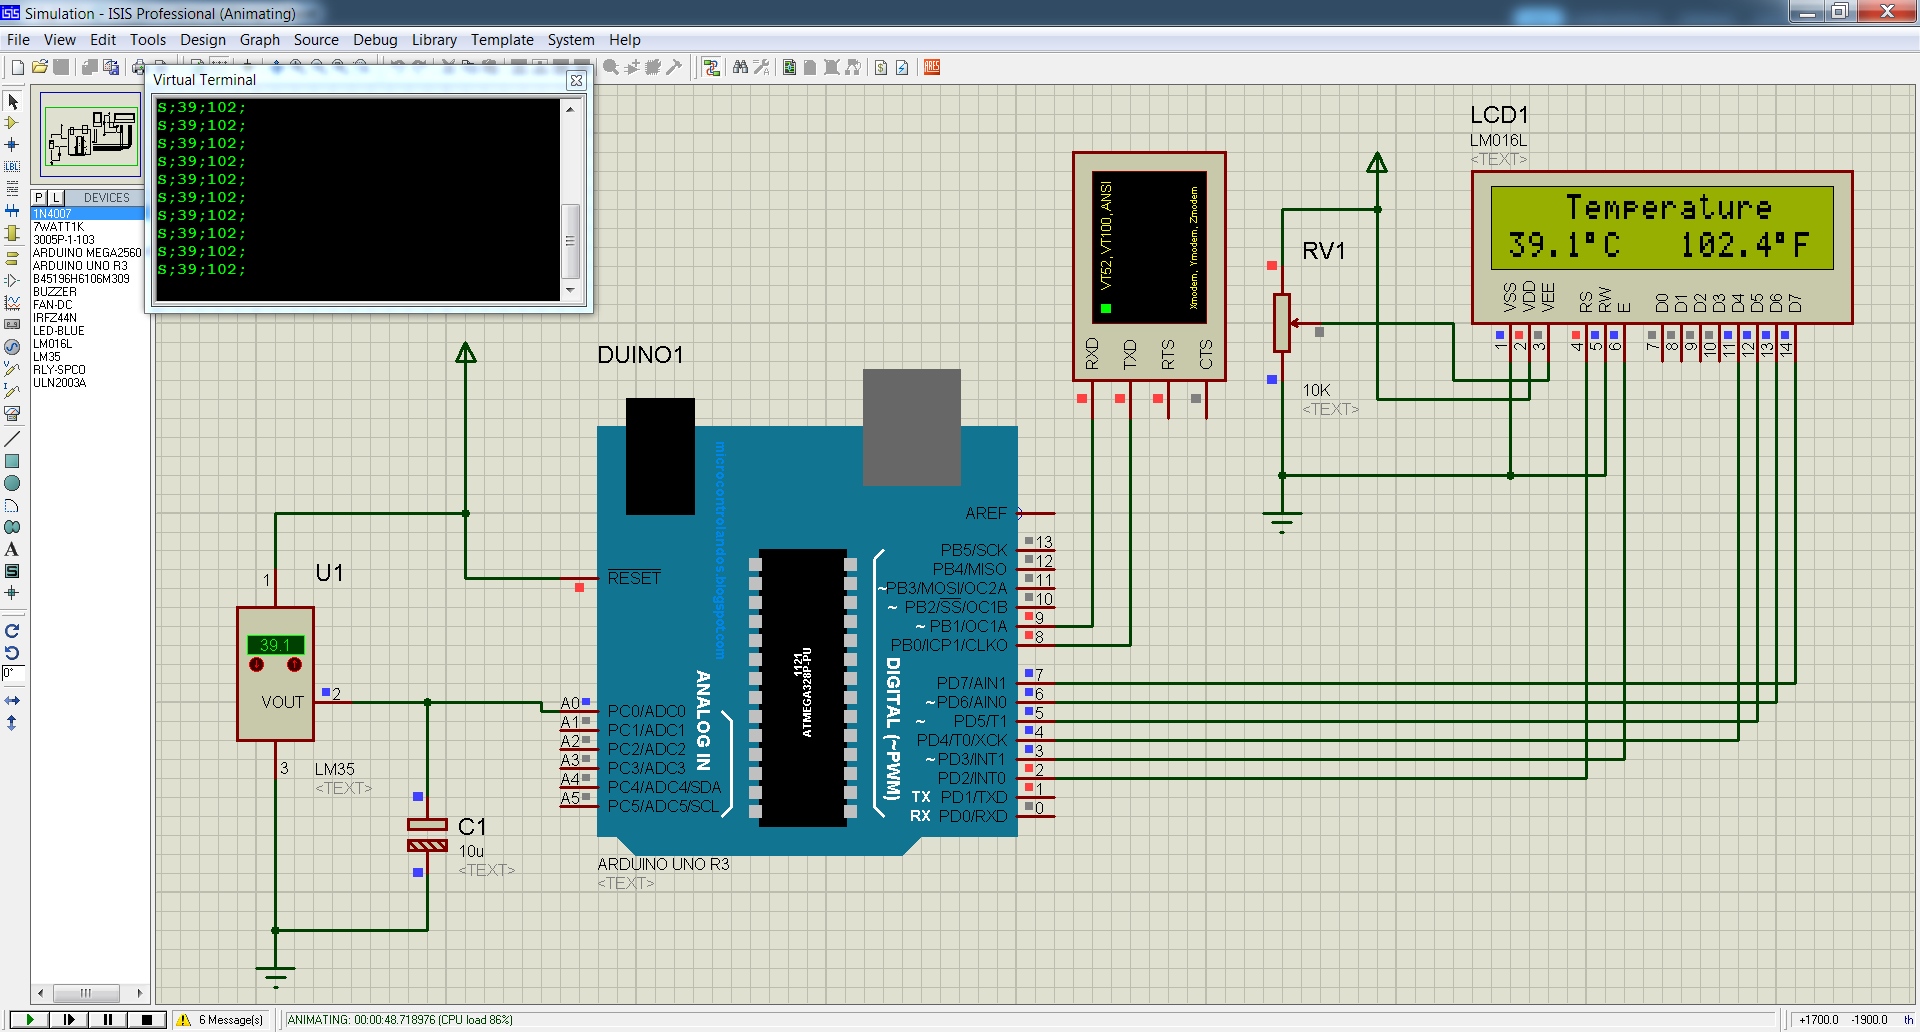 Simulation - ISIS Professional (Animating)
File View Edit Tools Design Graph Source Debug Library Template System Help
Virtual Terminal
S;39;102;
S;39;102;
S;39;102;
S;39;102;
S;39;102;
S;39;102;
S;39;102;
S;39;102;
S;39;102;
S;39;102;
P L DEVICES
1N4007
7WATT1K
3005P-1-103
ARDUINO MEGA2560
ARDUINO UNO R3
B45196H6106M309
BUZZER
FAN-DC
IRFZ44N
LED-BLUE
LM016L
LM35
RLY-SPCO
ULN2003A
LBL
A
S
0°
ARES
LCD1
LM016L
<TEXT>
Temperature
39.1°C 102.4°F
VSS VDD VEE RS RW E D0 D1 D2 D3 D4 D5 D6 D7
1 2 3 4 5 6 7 8 9 10 11 12 13 14
RV1
10K
<TEXT>
VT52, VT100, ANSI
Xmodem, Ymodem, Zmodem
RXD TXD RTS CTS
DUINO1
microcontrolandos.blogspot.com
RESET
AREF
PB5/SCK 13
PB4/MISO 12
~PB3/MOSI/OC2A 11
~ PB2/SS/OC1B 10
~ PB1/OC1A 9
PB0/ICP1/CLKO 8
PD7/AIN1 7
~PD6/AIN0 6
~ PD5/T1 5
PD4/T0/XCK 4
~PD3/INT1 3
PD2/INT0 2
TX PD1/TXD 1
RX PD0/RXD 0
1121
ATMEGA328P-PU
DIGITAL (~PWM)
ANALOG IN
A0 PC0/ADC0
A1 PC1/ADC1
A2 PC2/ADC2
A3 PC3/ADC3
A4 PC4/ADC4/SDA
A5 PC5/ADC5/SCL
ARDUINO UNO R3
<TEXT>
U1
1
39.1
VOUT
2
3
LM35
<TEXT>
C1
10u
<TEXT>
6 Message(s)
ANIMATING: 00:00:48.718976 (CPU load 86%)
+1700.0 -1900.0 th